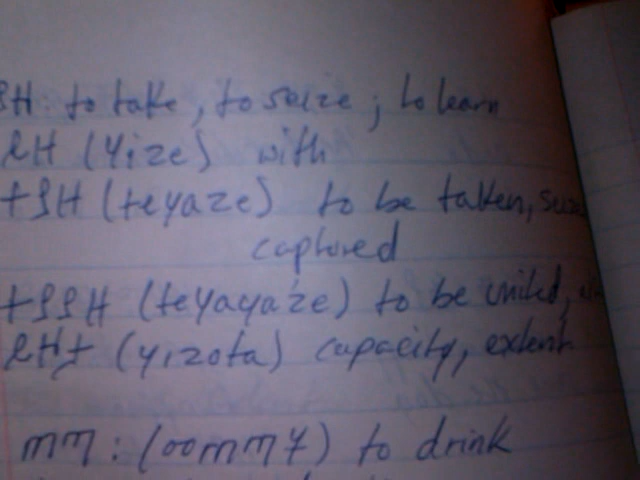 ያዘ: to take, to seize; to learn
ይዘ (yize) with
ተያዘ (teyaze) to be taken,
captured
ተያያዘ (teyayaze) to be united,
ይዞታ (yizota) capacity, extent
ጠጣ: (መጠጣት) to drink